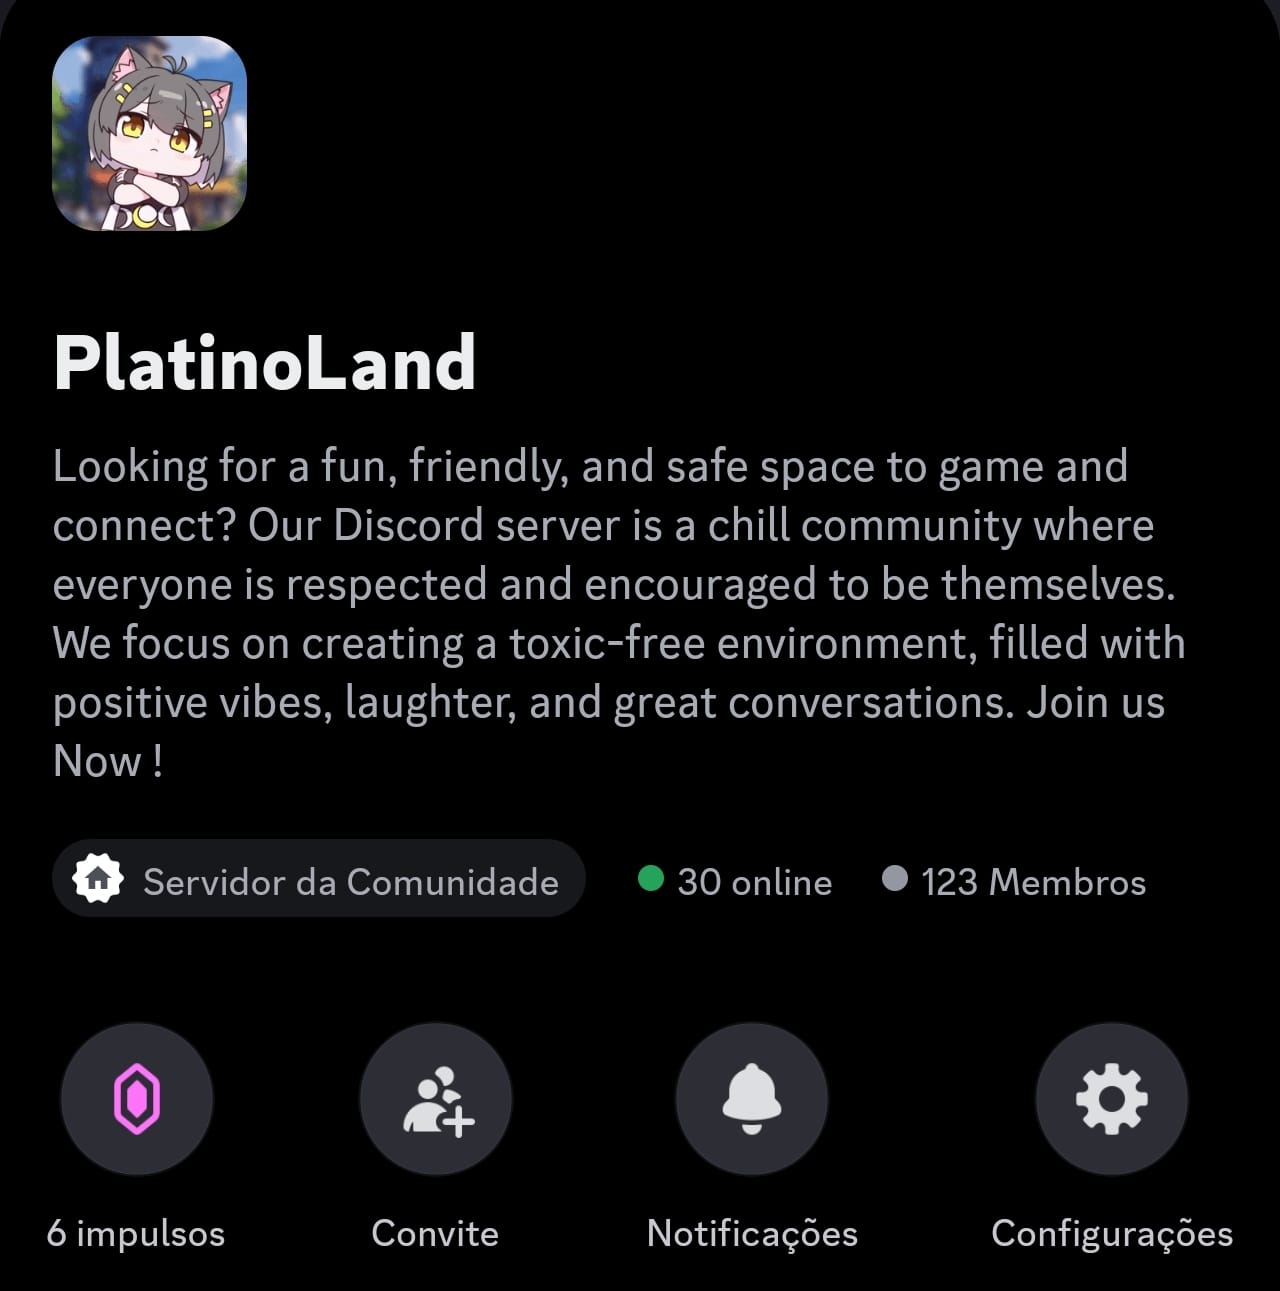 PlatinoLand
Looking for a fun, friendly, and safe space to game and
connect? Our Discord server is a chill community where
everyone is respected and encouraged to be themselves.
We focus on creating a toxic-free environment, filled with
positive vibes, laughter, and great conversations. Join us
Now !
Servidor da Comunidade 30 online 123 Membros
6 impulsos Convite Notificações Configurações